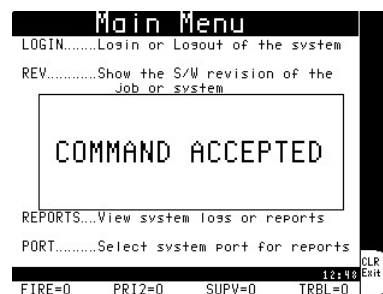 Main Menu
LOGIN.......Login or Logout of the system
REV...........Show the S/W revision of the
job or system
COMMAND ACCEPTED
REPORTS....View system logs or reports
PORT.........Select system port for reports
CLR
12:48 Exit
FIRE=0 PRI2=0 SUPV=0 TRBL=0